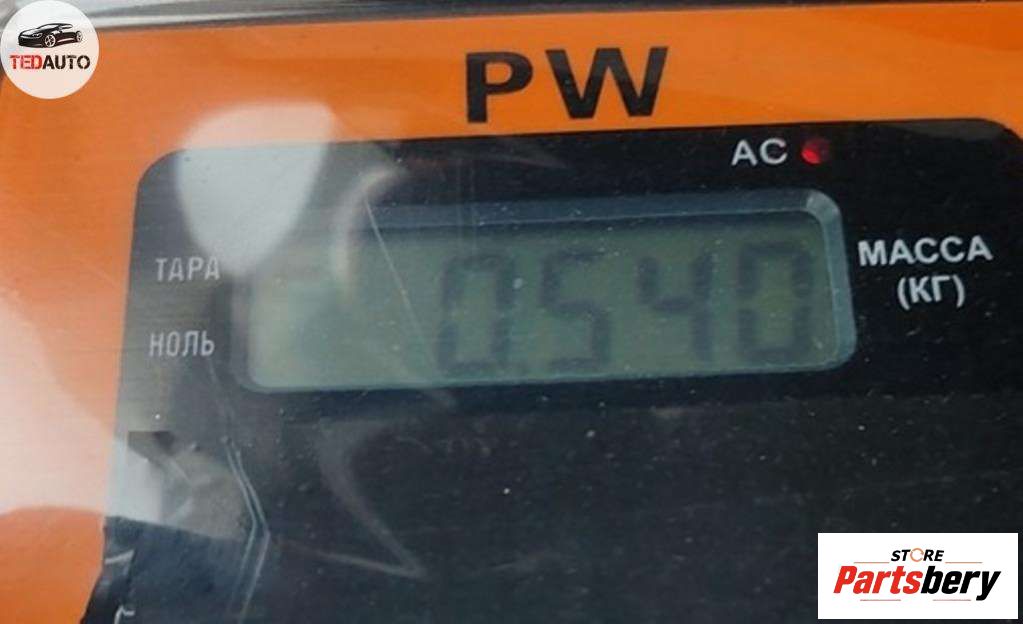 TEDAUTO
PW
AC
ТАРА
НОЛЬ
0.540
МАССА
(КГ)
STORE
Partsbery